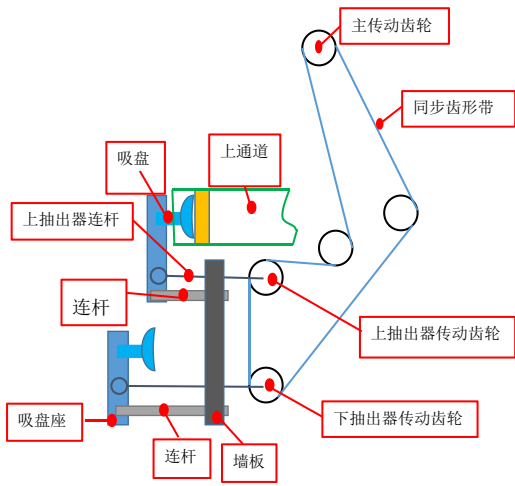 主传动齿轮
同步齿形带
上通道
吸盘
上抽出器连杆
连杆
上抽出器传动齿轮
吸盘座
下抽出器传动齿轮
连杆
墙板